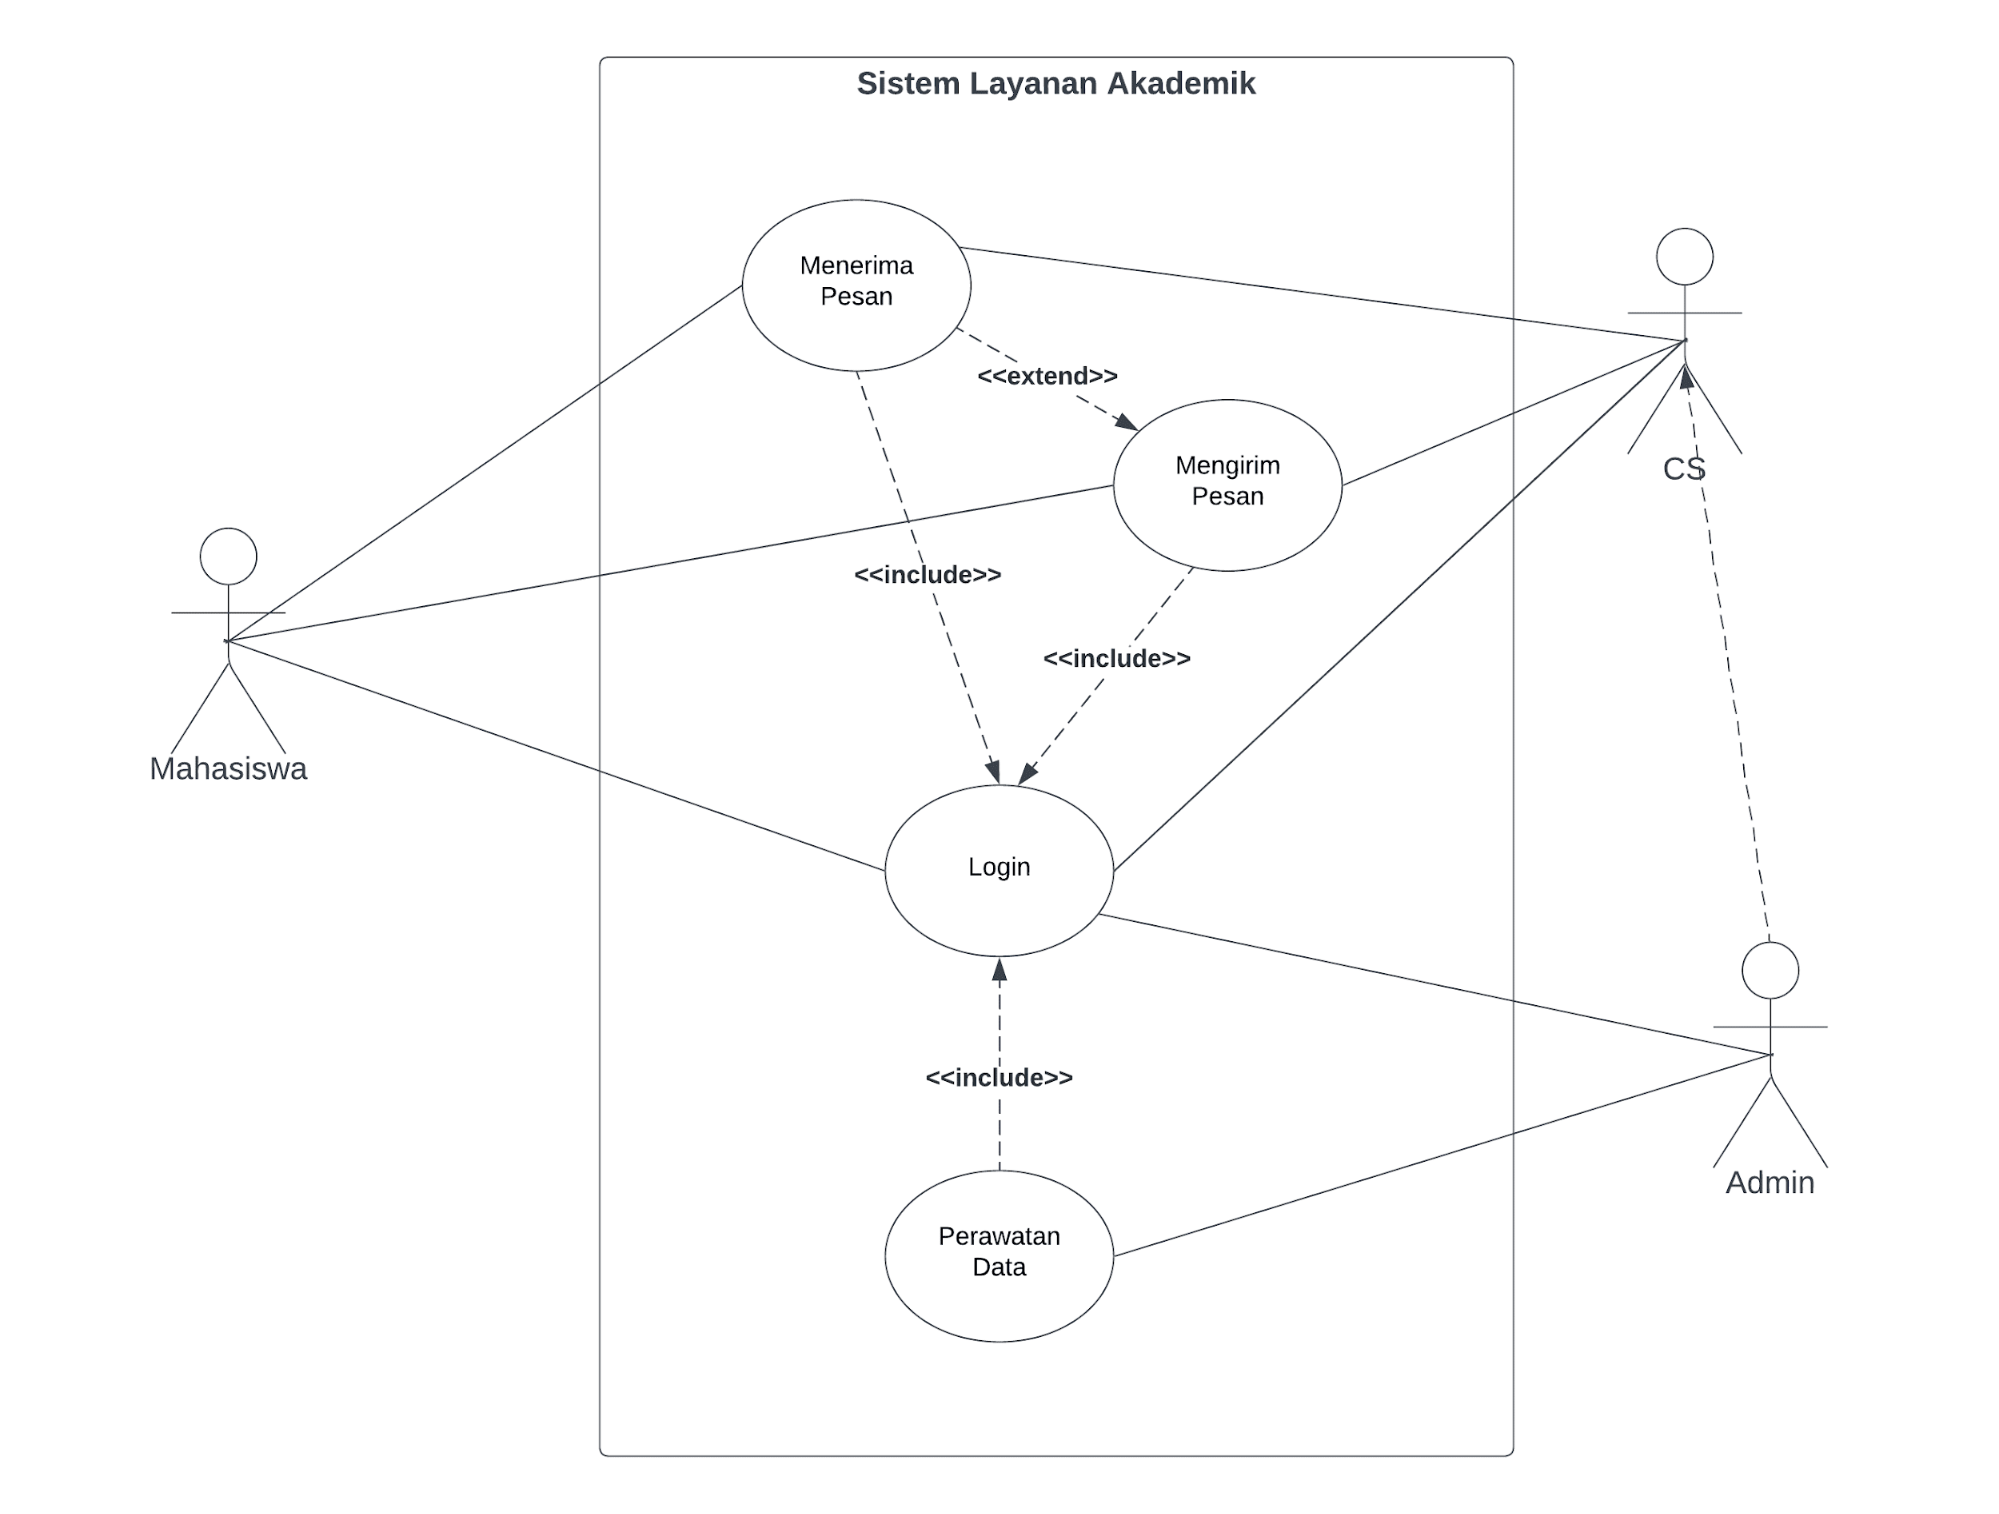 Sistem Layanan Akademik
Menerima
Pesan
<<extend>>
Mengirim
Pesan
CS
<<include>>
<<include>>
Mahasiswa
Login
<<include>>
Admin
Perawatan
Data